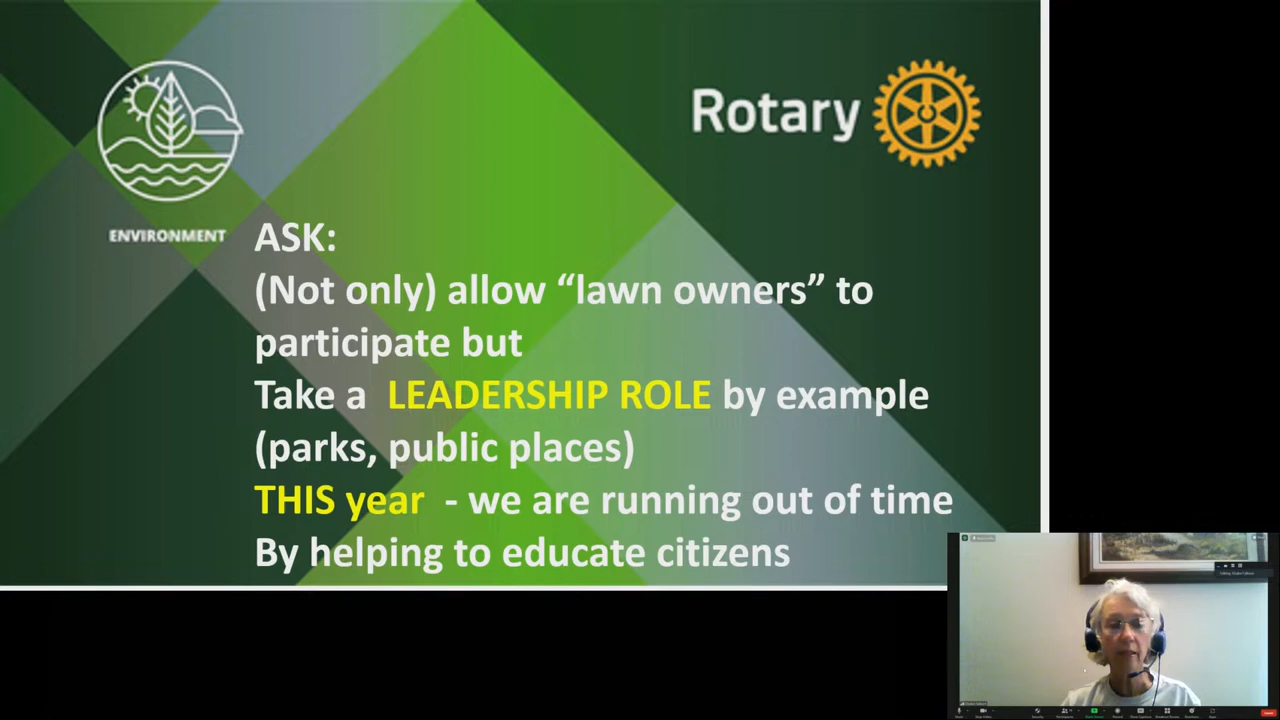 Rotary
ENVIRONMENT
ASK:
(Not only) allow “lawn owners” to
participate but
Take a LEADERSHIP ROLE by example
(parks, public places)
THIS year - we are running out of time
By helping to educate citizens